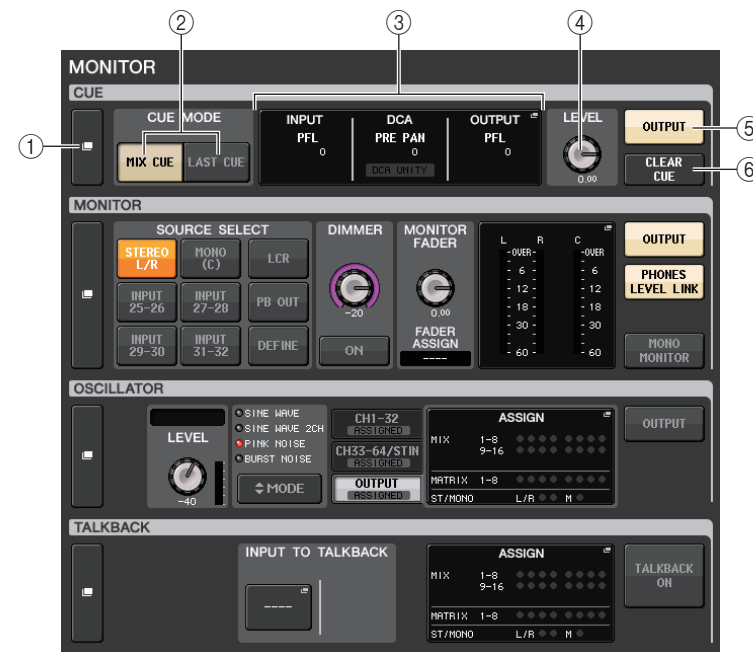 ② ③ ④
MONITOR
CUE
①
CUE MODE
MIX CUE LAST CUE
INPUT DCA OUTPUT
PFL PRE PAN PFL
0 0 0
DCA UNITY
LEVEL
0.00
OUTPUT ⑤
CLEAR CUE ⑥
MONITOR
SOURCE SELECT
STEREO L/R MONO (C) LCR
INPUT 25-26 INPUT 27-28 PB OUT
INPUT 29-30 INPUT 31-32 DEFINE
DIMMER
-20
ON
MONITOR FADER
0.00
FADER ASSIGN
----
L R C
-OVER- -OVER
- 6 - - 6
- 12 - - 12
- 18 - - 18
- 30 - - 30
- 60 - - 60
OUTPUT
PHONES LEVEL LINK
MONO MONITOR
OSCILLATOR
LEVEL
-40
SINE WAVE
SINE WAVE 2CH
PINK NOISE
BURST NOISE
MODE
CH1-32
ASSIGNED
CH33-64/STIN
ASSIGNED
OUTPUT
ASSIGNED
ASSIGN
MIX 1-8
9-16
MATRIX 1-8
ST/MONO L/R M
OUTPUT
TALKBACK
INPUT TO TALKBACK
----
ASSIGN
MIX 1-8
9-16
MATRIX 1-8
ST/MONO L/R M
TALKBACK ON